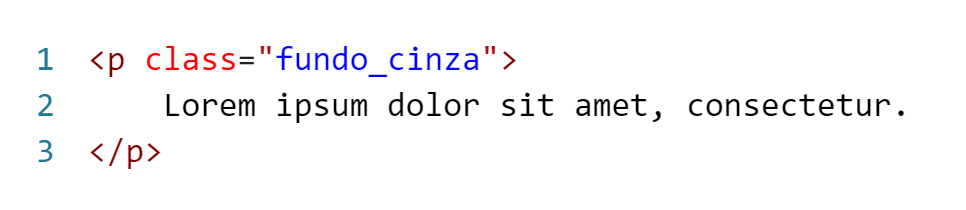 1 <p class="fundo_cinza">
2     Lorem ipsum dolor sit amet, consectetur.
3 </p>